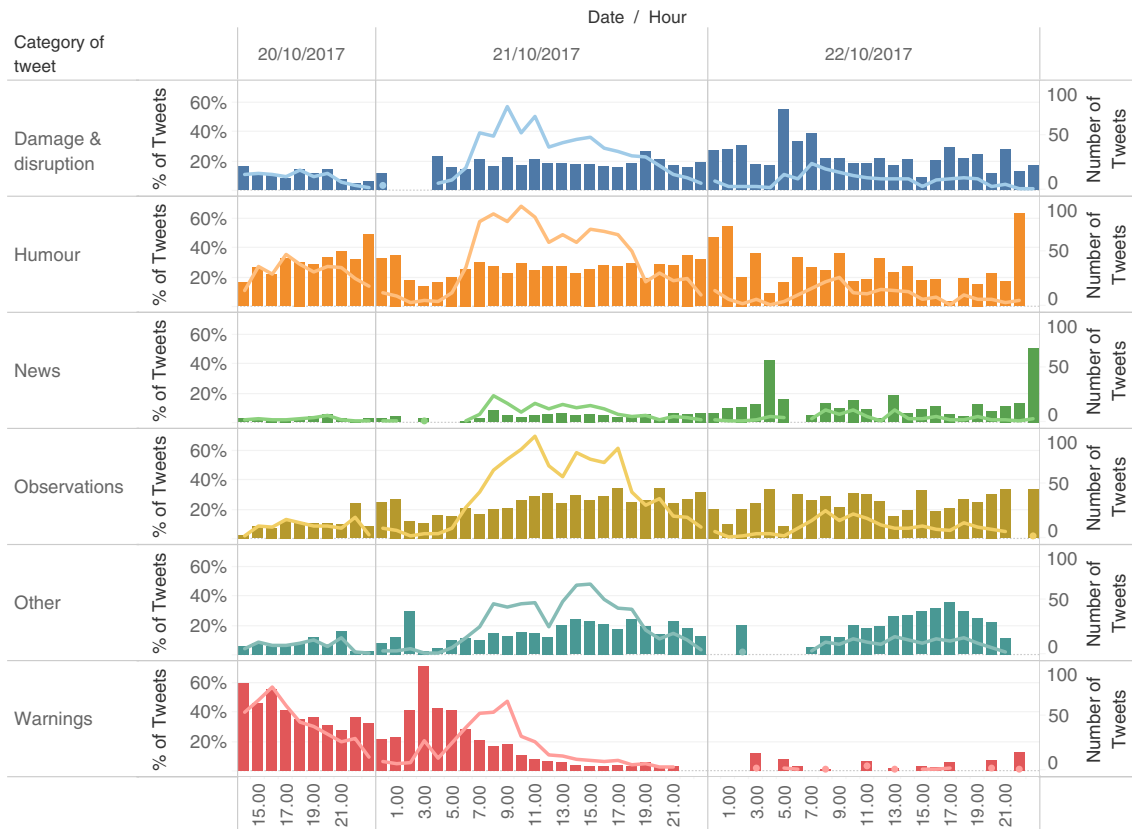 Date / Hour
Category of
tweet
20/10/2017
21/10/2017
22/10/2017
Damage &
disruption
% of Tweets
60%
40%
20%
100
50
0
Number of
Tweets
Humour
% of Tweets
60%
40%
20%
100
50
0
Number of
Tweets
News
% of Tweets
60%
40%
20%
100
50
0
Number of
Tweets
Observations
% of Tweets
60%
40%
20%
100
50
0
Number of
Tweets
Other
% of Tweets
60%
40%
20%
100
50
0
Number of
Tweets
Warnings
% of Tweets
60%
40%
20%
100
50
0
Number of
Tweets
15.00
17.00
19.00
21.00
1.00
3.00
5.00
7.00
9.00
11.00
13.00
15.00
17.00
19.00
21.00
1.00
3.00
5.00
7.00
9.00
11.00
13.00
15.00
17.00
19.00
21.00